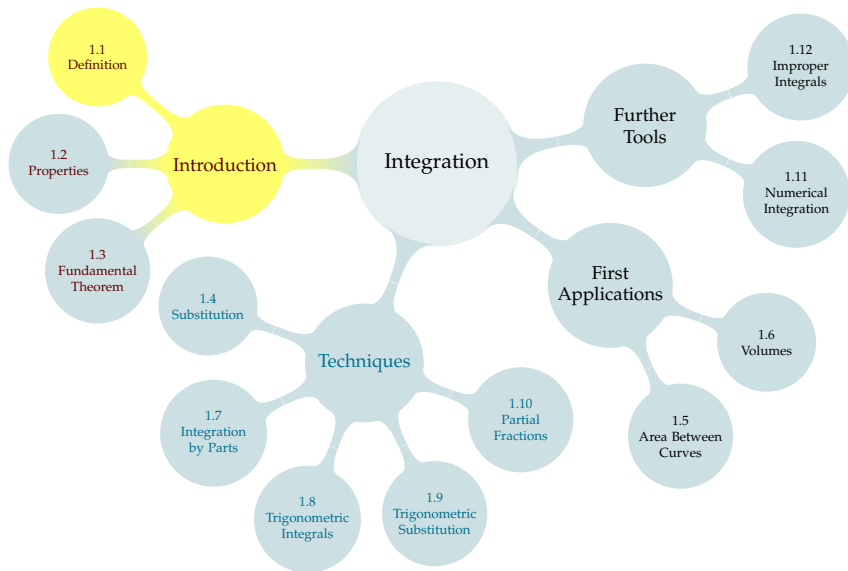 1.1
Definition
1.2
Properties
1.3
Fundamental
Theorem
Introduction
Integration
Further
Tools
1.12
Improper
Integrals
1.11
Numerical
Integration
First
Applications
1.6
Volumes
1.5
Area Between
Curves
Techniques
1.4
Substitution
1.7
Integration
by Parts
1.8
Trigonometric
Integrals
1.9
Trigonometric
Substitution
1.10
Partial
Fractions